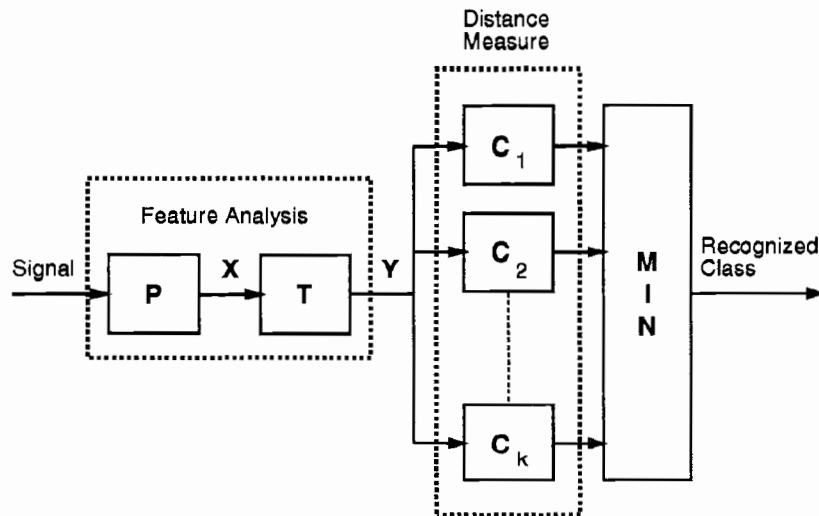 Distance
Measure
Feature Analysis
Signal
P
X
T
Y
C 1
C 2
C k
M
I
N
Recognized
Class